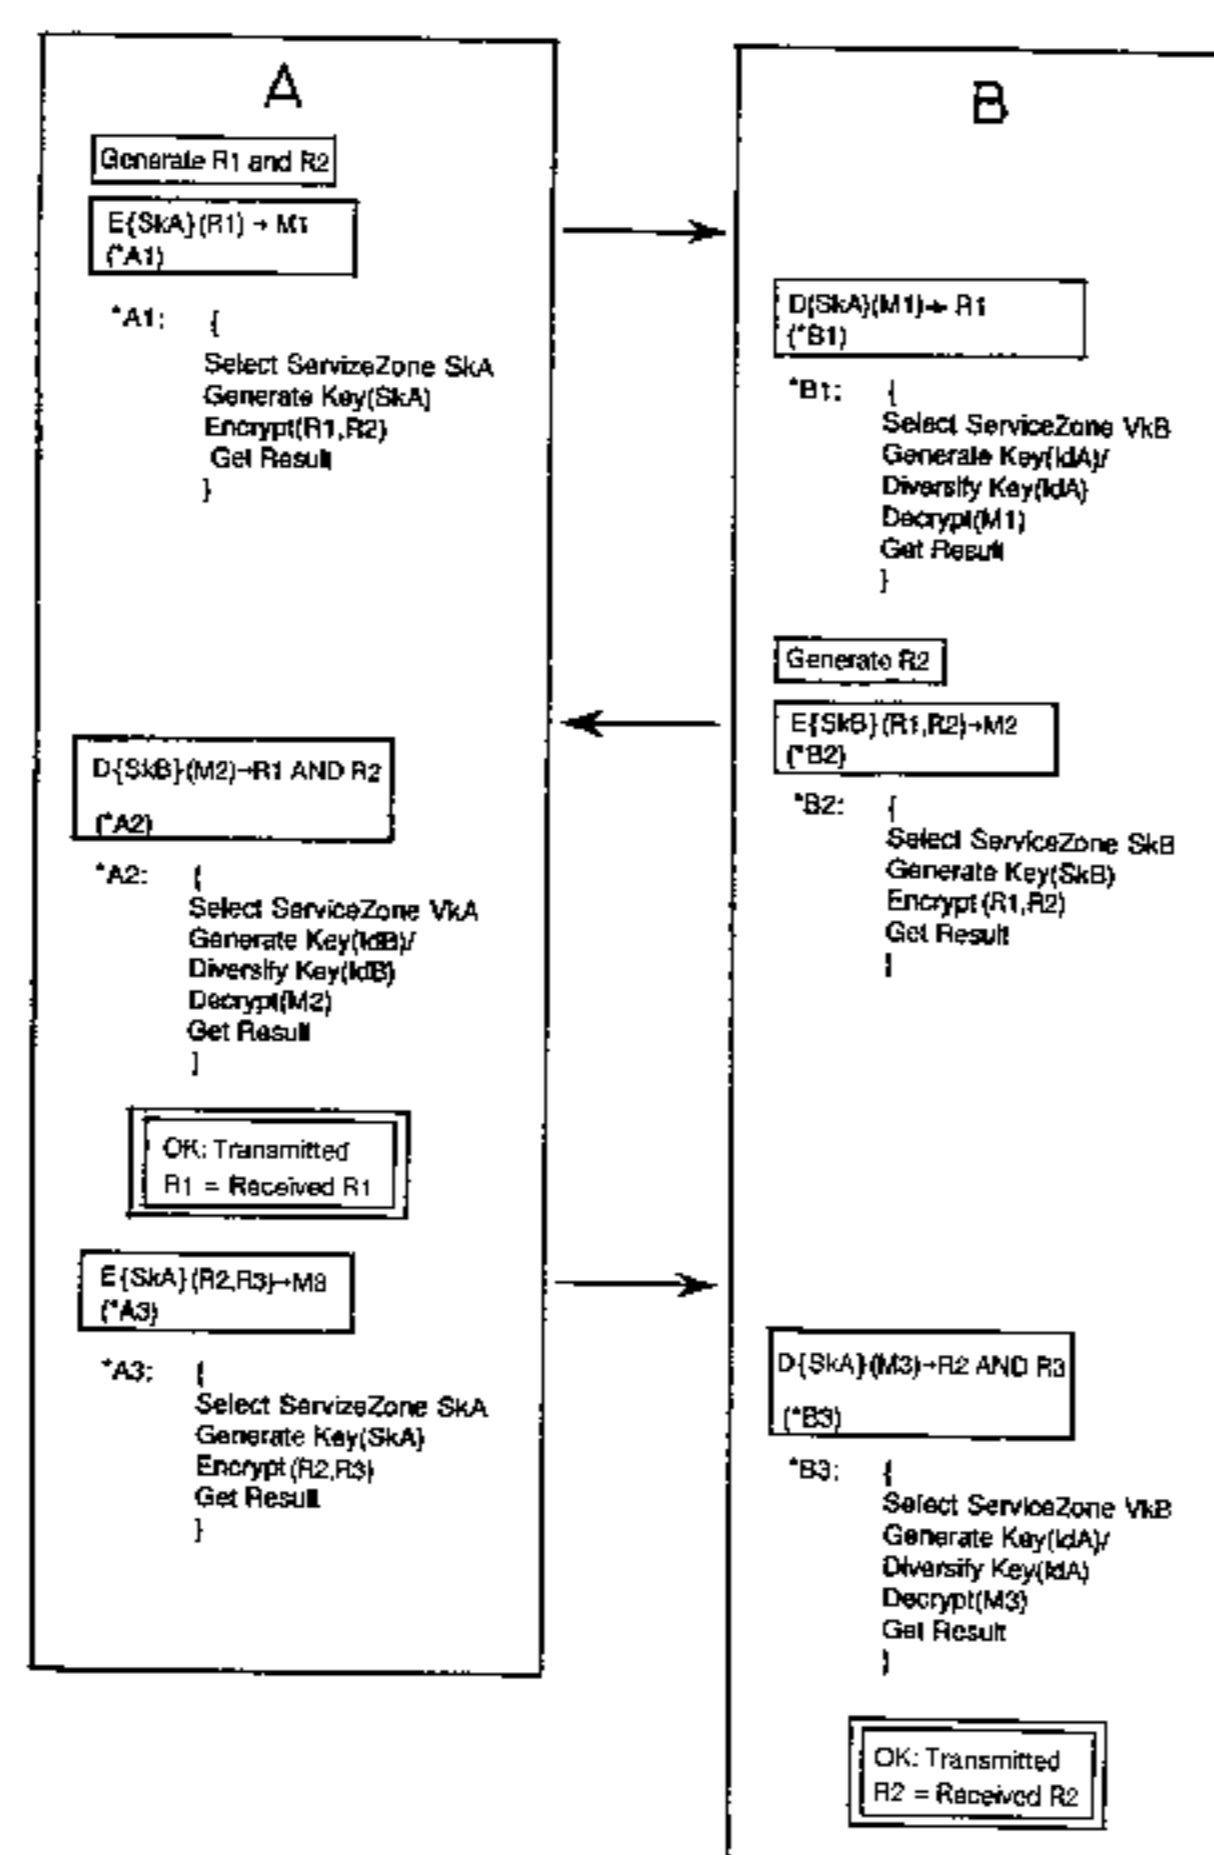 A
Generate R1 and R2
E{SkA}(R1)→M1
(*A1)
*A1: {
Select ServizeZone SkA
Generate Key(SkA)
Encrypt(R1,R2)
Get Result
}
D{SkB}(M2)→R1 AND R2
(*A2)
*A2: {
Select ServiceZone VkA
Generate Key(IdB)/
Diversify Key(IdB)
Decrypt(M2)
Get Result
}
OK: Transmitted
R1 = Received R1
E{SkA}(R2,R3)→M3
(*A3)
*A3: {
Select ServizeZone SkA
Generate Key(SkA)
Encrypt(R2,R3)
Get Result
}
B
D{SkA}(M1)→R1
(*B1)
*B1: {
Select ServiceZone VkB
Generate Key(IdA)/
Diversify Key(IdA)
Decrypt(M1)
Get Result
}
Generate R2
E{SkB}(R1,R2)→M2
(*B2)
*B2: {
Select ServiceZone SkB
Generate Key(SkB)
Encrypt(R1,R2)
Get Result
}
D{SkA}(M3)→R2 AND R3
(*B3)
*B3: {
Select ServiceZone VkB
Generate Key(IdA)/
Diversify Key(IdA)
Decrypt(M3)
Get Result
}
OK: Transmitted
R2 = Received R2